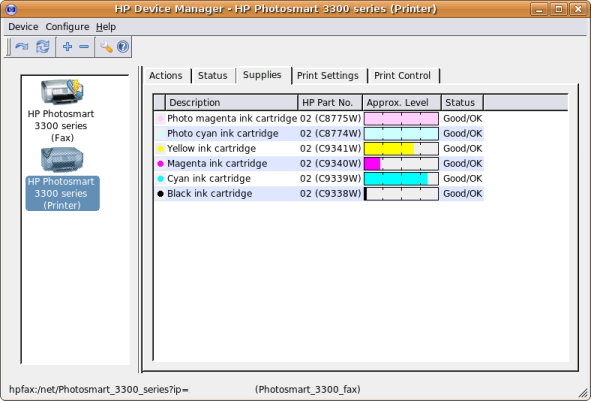 HP Device Manager - HP Photosmart 3300 series (Printer)
Device Configure Help
Actions Status Supplies Print Settings Print Control
HP Photosmart
3300 series
(Fax)
HP Photosmart
3300 series
(Printer)
Description HP Part No. Approx. Level Status
Photo magenta ink cartridge 02 (C8775W) Good/OK
Photo cyan ink cartridge 02 (C8774W) Good/OK
Yellow ink cartridge 02 (C9341W) Good/OK
Magenta ink cartridge 02 (C9340W) Good/OK
Cyan ink cartridge 02 (C9339W) Good/OK
Black ink cartridge 02 (C9338W) Good/OK
hpfax:/net/Photosmart_3300_series?ip= (Photosmart_3300_fax)